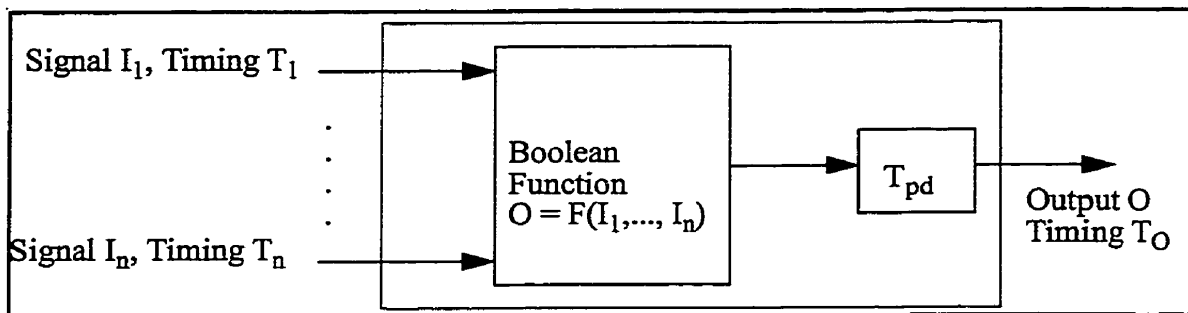 Signal I1, Timing T1
Boolean
Function
O = F(I1,..., In)
Tpd
Output O
Timing TO
Signal In, Timing Tn